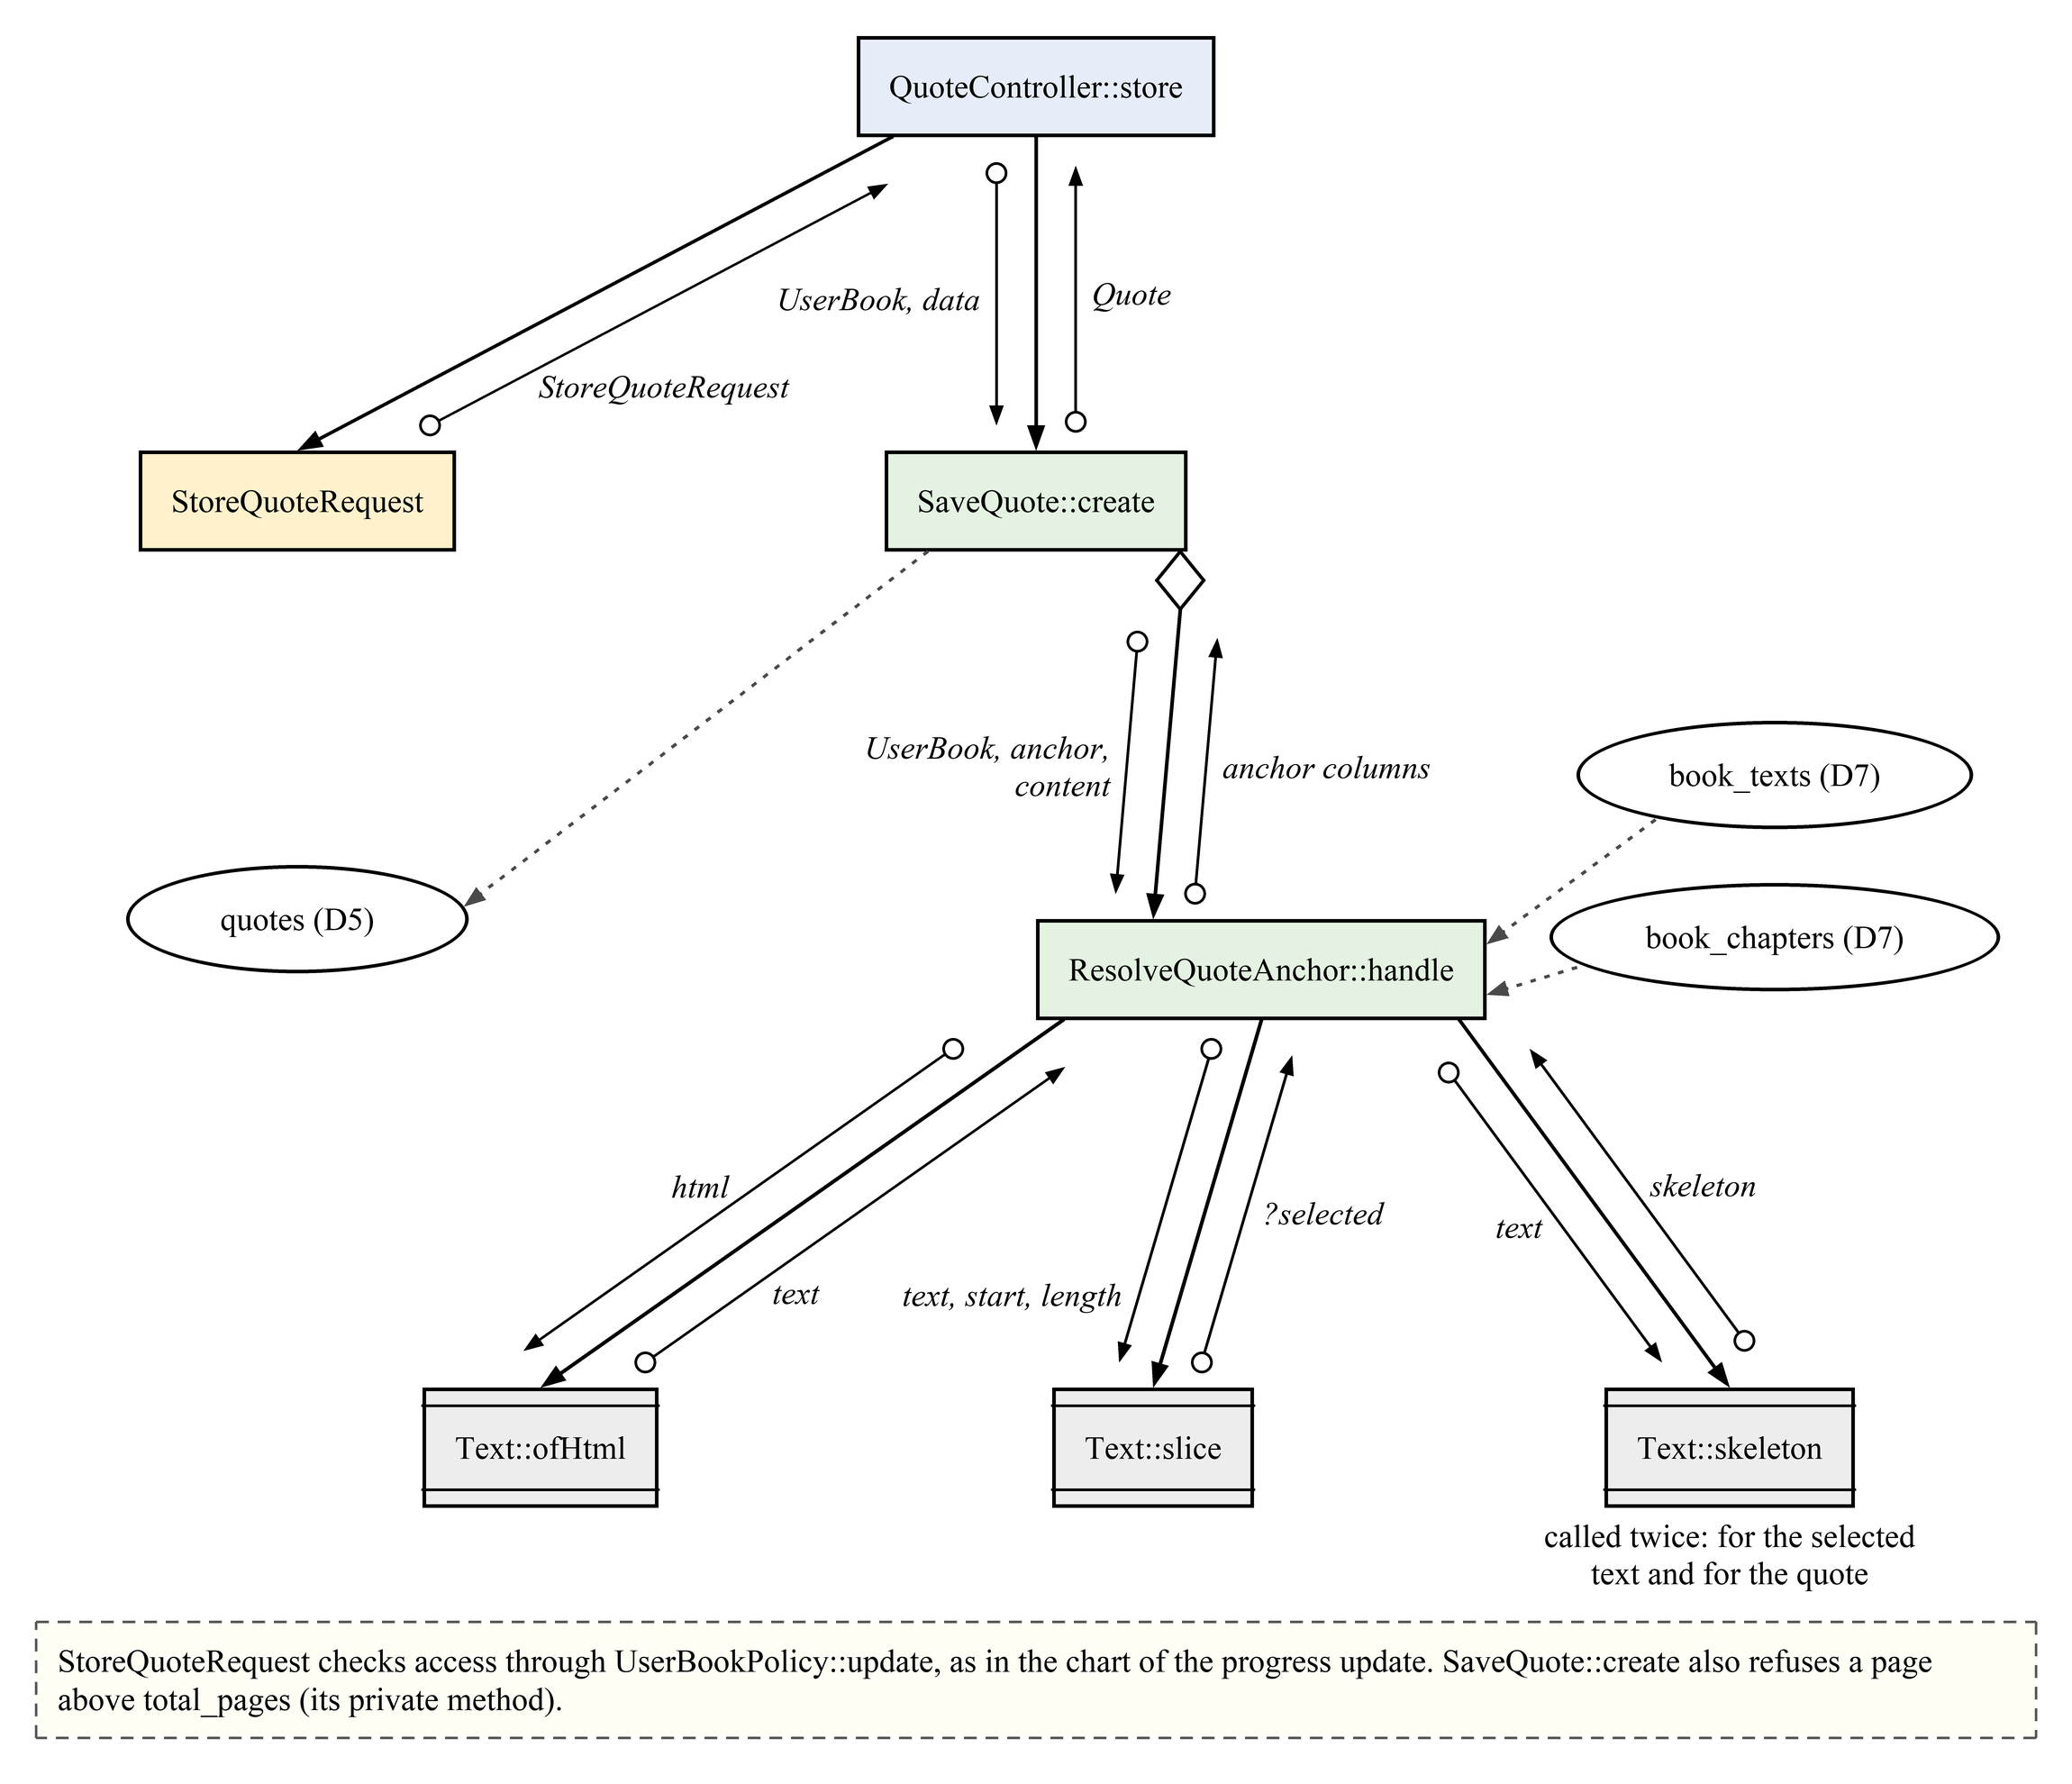 QuoteController::store
UserBook, data
Quote
StoreQuoteRequest
StoreQuoteRequest
SaveQuote::create
UserBook, anchor,
content
anchor columns
book_texts (D7)
quotes (D5)
book_chapters (D7)
ResolveQuoteAnchor::handle
html
text
text, start, length
?selected
text
skeleton
Text::ofHtml
Text::slice
Text::skeleton
called twice: for the selected
text and for the quote
StoreQuoteRequest checks access through UserBookPolicy::update, as in the chart of the progress update. SaveQuote::create also refuses a page
above total_pages (its private method).